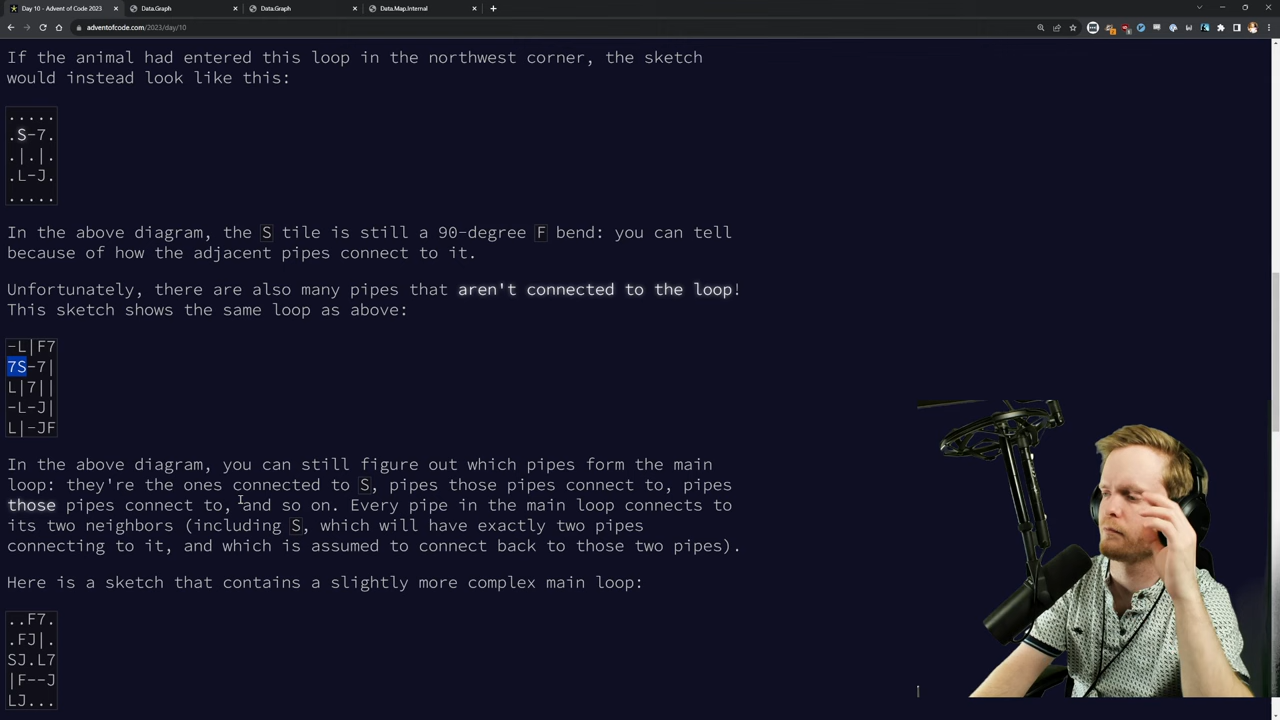 Day 10 - Advent of Code 2023
Data.Graph
Data.Graph
Data.Map.Internal
adventofcode.com/2023/day/10
If the animal had entered this loop in the northwest corner, the sketch
would instead look like this:
.....
.S-7.
.|.|.
.L-J.
.....
In the above diagram, the S tile is still a 90-degree F bend: you can tell
because of how the adjacent pipes connect to it.
Unfortunately, there are also many pipes that aren't connected to the loop!
This sketch shows the same loop as above:
-L|F7
7S-7|
L|7||
-L-J|
L|-JF
In the above diagram, you can still figure out which pipes form the main
loop: they're the ones connected to S, pipes those pipes connect to, pipes
those pipes connect to, and so on. Every pipe in the main loop connects to
its two neighbors (including S, which will have exactly two pipes
connecting to it, and which is assumed to connect back to those two pipes).
Here is a sketch that contains a slightly more complex main loop:
..F7.
.FJ|.
SJ.L7
|F--J
LJ...